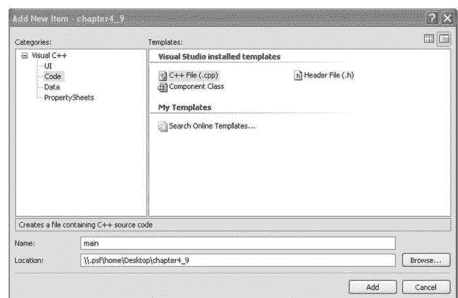 Add New Item - chapter4_9
Categories:
Templates:
Visual C++
UI
Code
Data
PropertySheets
Visual Studio installed templates
C++ File (.cpp)
Header File (.h)
Component Class
My Templates
Search Online Templates...
Creates a file containing C++ source code
Name:
main
Location:
\\.psf\home\Desktop\chapter4_9
Browse...
Add
Cancel